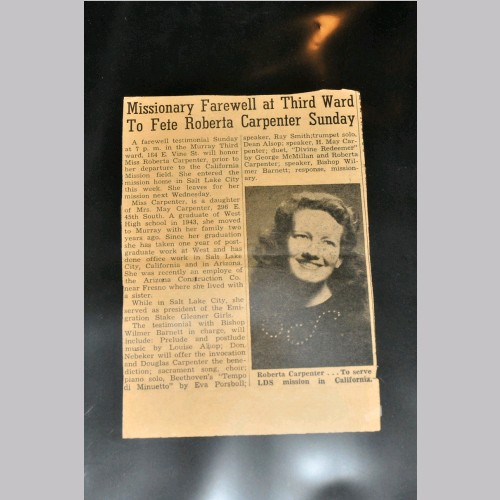 Missionary Farewell at Third Ward
To Fete Roberta Carpenter Sunday
A farewell testimonial Sunday
at 7 p. m. in the Murray Third
ward, 184 E. Vine St. will honor
Miss Roberta Carpenter, prior to
her departure to the California
Mission field. She entered the
mission home in Salt Lake City
this week. She leaves for her
mission next Wednesday.
Miss Carpenter, is a daughter
of Mrs. May Carpenter, 296 E.
45th South. A graduate of West
High school in 1943, she moved
to Murray with her family two
years ago. Since her graduation
she has taken one year of post-
graduate work at West and has
done office work in Salt Lake
City, California and in Arizona.
She was recently an employe of
the Arizona Construction Co.
near Fresno where she lived with
a sister.
While in Salt Lake City, she
served as president of the Emi-
gration Stake Gleaner Girls.
The testimonial with Bishop
Wilmer Barnett in charge, will
include: Prelude and postlude
music by Louise Alsop; Don
Nebeker will offer the invocation
and Douglas Carpenter the bene-
diction; sacrament song, choir;
piano solo, Beethoven's "Tempo
di Minuetto" by Eva Porshull;
speaker, Ray Smith; trumpet solo,
Dean Alsop; speaker, H. May Car-
penter; duet, "Divine Redeemer"
by George McMillan and Roberta
Carpenter; speaker, Bishop Wil-
mer Barnett; respone, mission-
ary.
Roberta Carpenter . . . To serve
LDS mission in California.